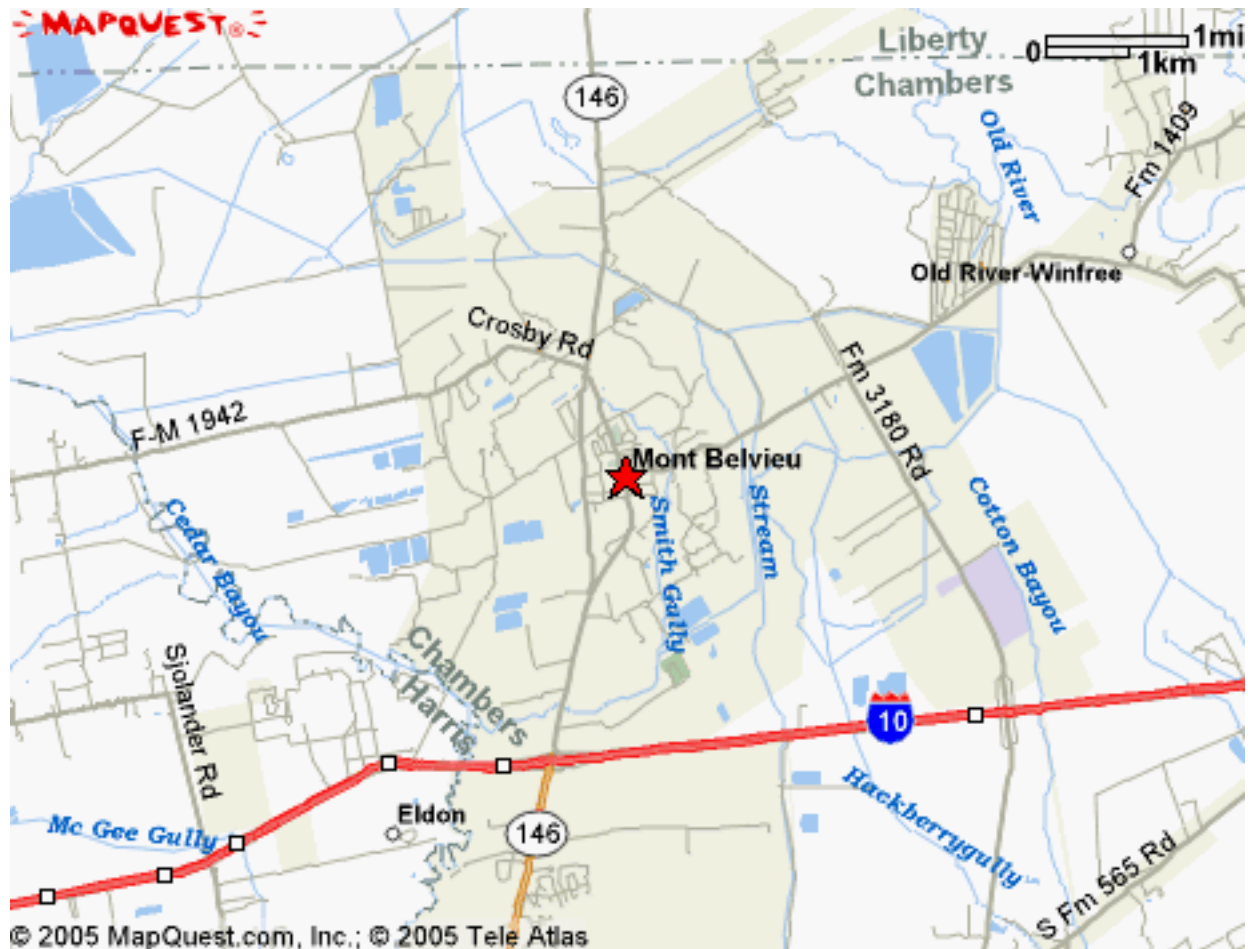 MAPQUEST®
Liberty
Chambers
0 1mi
1km
146
Old River
Fm 1409
Old River-Winfree
Crosby Rd
Fm 3180 Rd
F-M 1942
Mont Belvieu
Cedar Bayou
Smith Gully
Stream
Cotton Bayou
Chambers
Harris
Sjolander Rd
10
Eldon
Mc Gee Gully
146
Hackberrygully
S Fm 565 Rd
© 2005 MapQuest.com, Inc.; © 2005 Tele Atlas